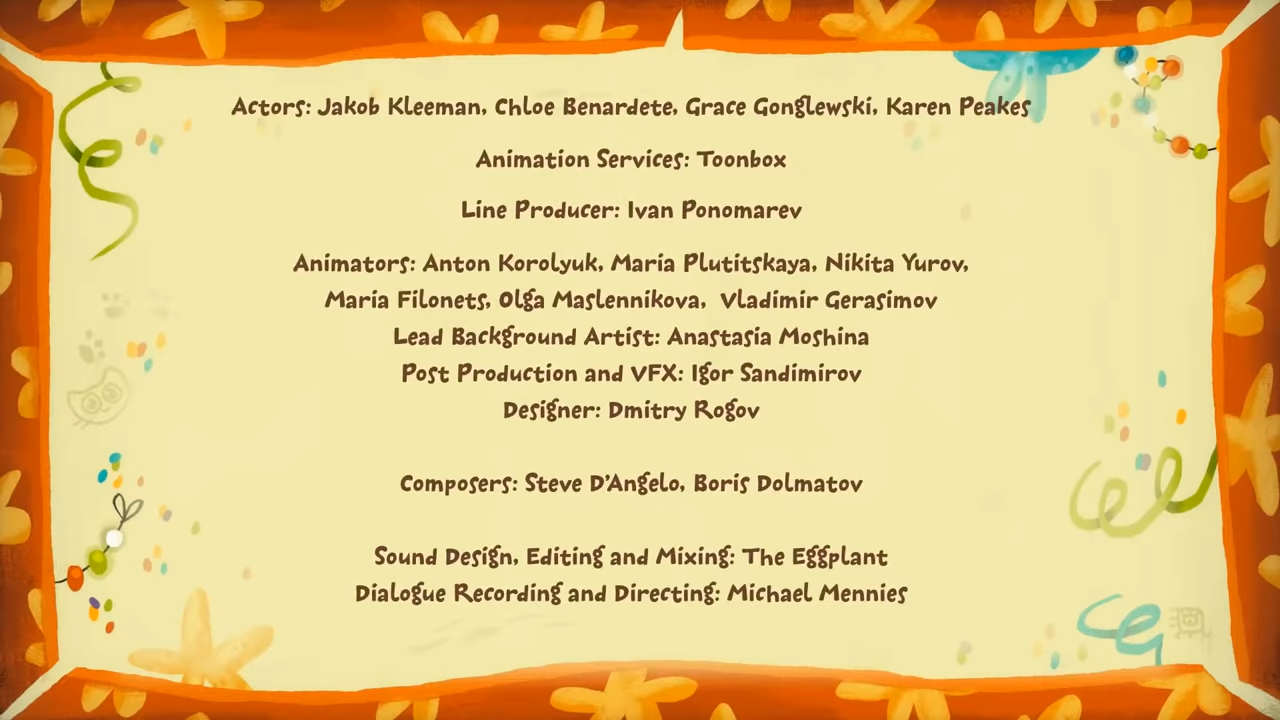 Actors: Jakob Kleeman, Chloe Benardete, Grace Gonglewski, Karen Peakes
Animation Services: Toonbox
Line Producer: Ivan Ponomarev
Animators: Anton Korolyuk, Maria Plutitskaya, Nikita Yurov,
Maria Filonets, Olga Maslennikova, Vladimir Gerasimov
Lead Background Artist: Anastasia Moshina
Post Production and VFX: Igor Sandimirov
Designer: Dmitry Rogov
Composers: Steve D'Angelo, Boris Dolmatov
Sound Design, Editing and Mixing: The Eggplant
Dialogue Recording and Directing: Michael Mennies